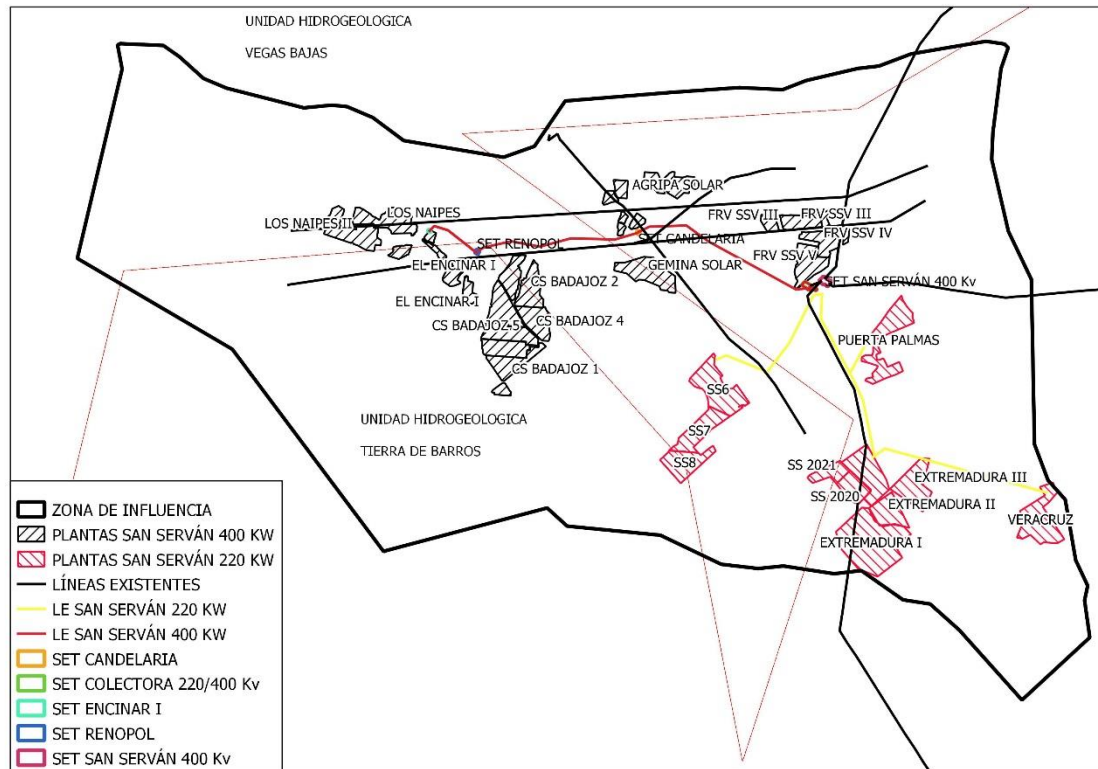 UNIDAD HIDROGEOLOGICA
VEGAS BAJAS
AGRIPA SOLAR
LOS NAIPES II
LOS NAIPES
FRV SSV III
FRV SSV III
FRV SSV IV
SET RENOPOL
SET CANDELARIA
FRV SSV V
EL ENCINAR I
GEMINA SOLAR
CS BADAJOZ 2
SET SAN SERVÁN 400 Kv
EL ENCINAR I
CS BADAJOZ 5
CS BADAJOZ 4
PUERTA PALMAS
CS BADAJOZ 1
SS6
UNIDAD HIDROGEOLOGICA
TIERRA DE BARROS
SS7
SS8
SS 2021
EXTREMADURA III
SS 2020
EXTREMADURA II
VERACRUZ
EXTREMADURA I
ZONA DE INFLUENCIA
PLANTAS SAN SERVÁN 400 KW
PLANTAS SAN SERVÁN 220 KW
LÍNEAS EXISTENTES
LE SAN SERVÁN 220 KW
LE SAN SERVÁN 400 KW
SET CANDELARIA
SET COLECTORA 220/400 Kv
SET ENCINAR I
SET RENOPOL
SET SAN SERVÁN 400 Kv